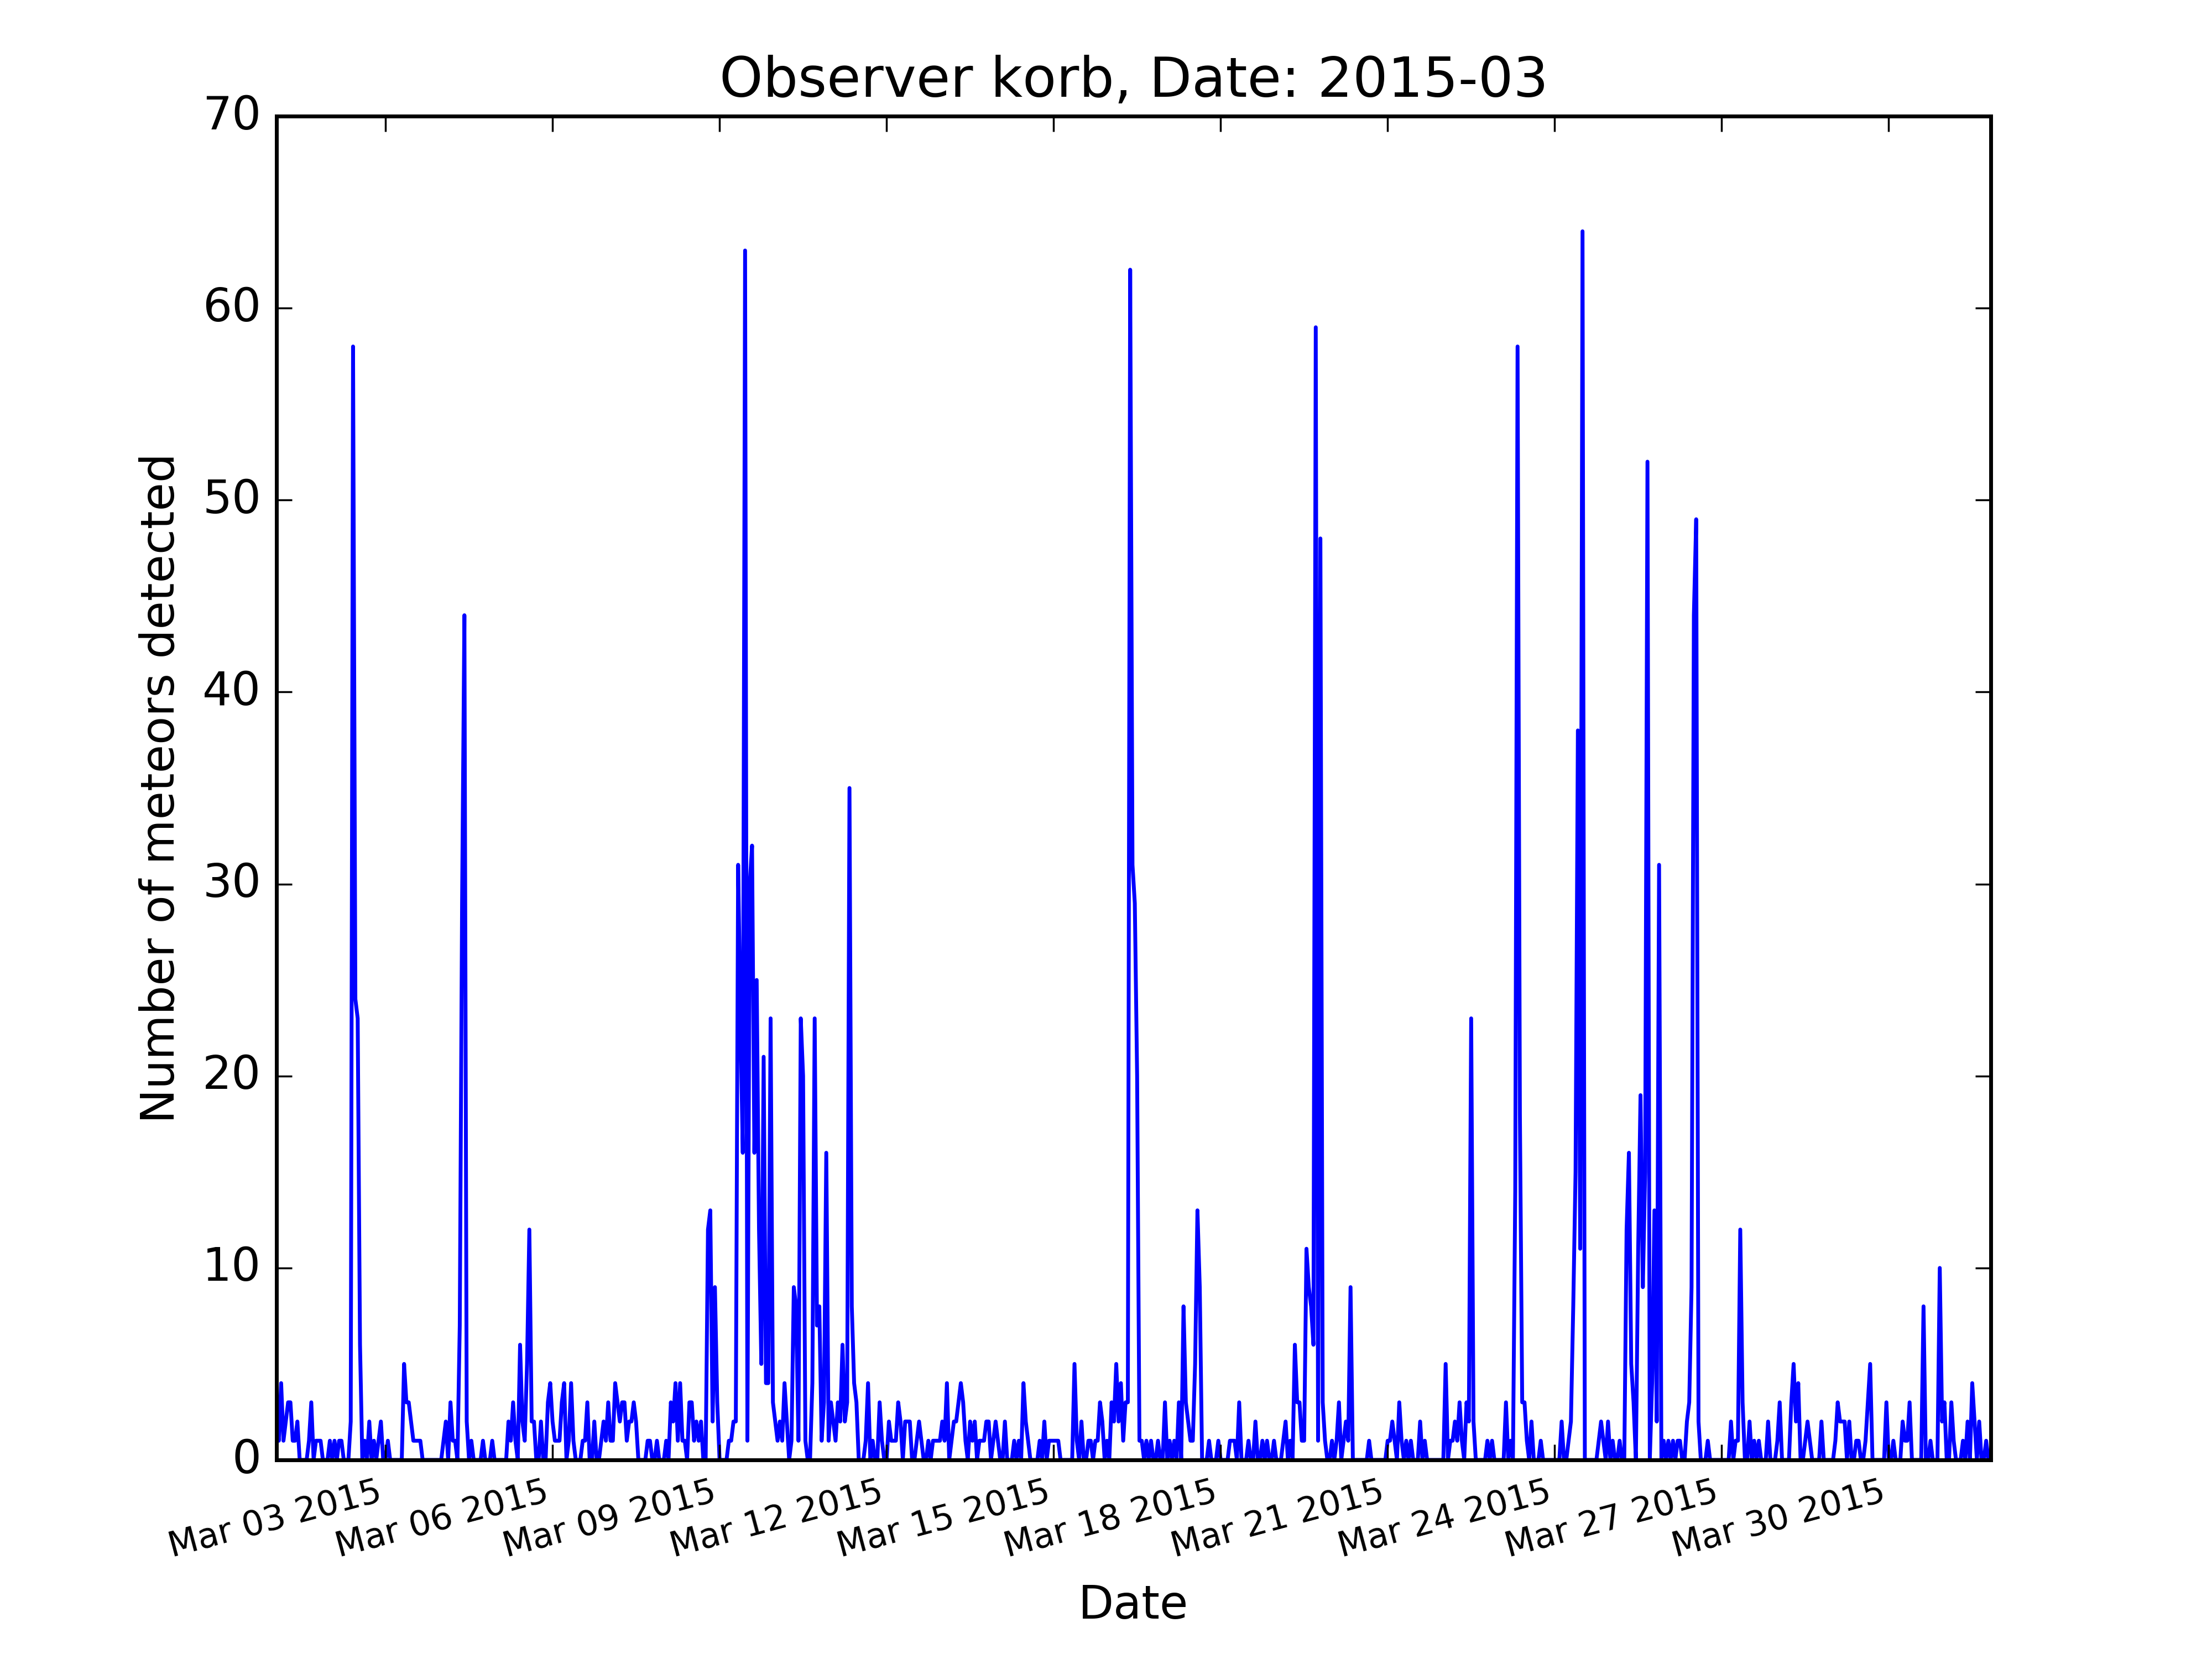 Observer korb, Date: 2015-03
Number of meteors detected
70
60
50
40
30
20
10
0
Mar 03 2015
Mar 06 2015
Mar 09 2015
Mar 12 2015
Mar 15 2015
Mar 18 2015
Mar 21 2015
Mar 24 2015
Mar 27 2015
Mar 30 2015
Date